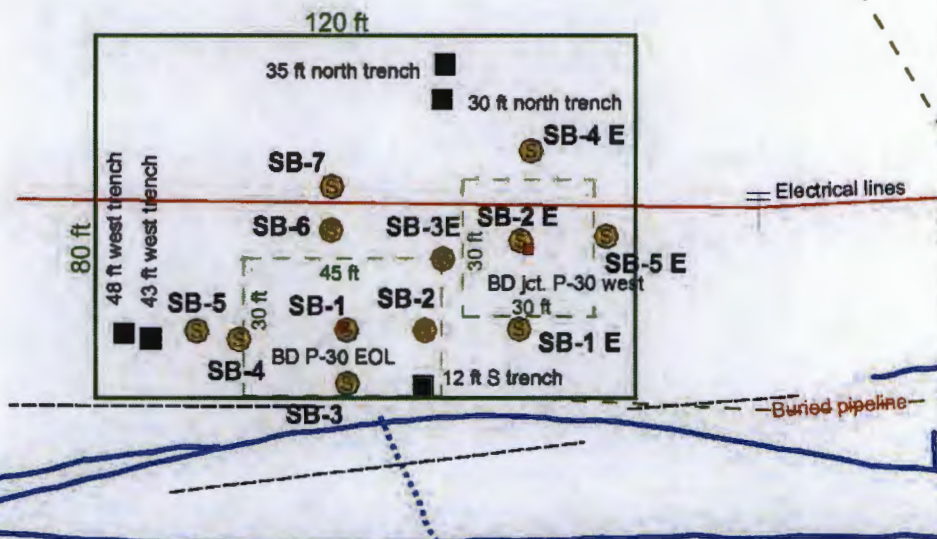 120 ft
35 ft north trench
30 ft north trench
SB-4 E
SB-7
Electrical lines
48 ft west trench
43 ft west trench
80 ft
SB-6
SB-3E
SB-2 E
30 ft
SB-5 E
45 ft
BD jct. P-30 west
30 ft
SB-5
30 ft
SB-1
SB-2
SB-1 E
SB-4
BD P-30 EOL
12 ft S trench
SB-3
Buried pipeline
S
S
S
S
S
S
S
S
S
S